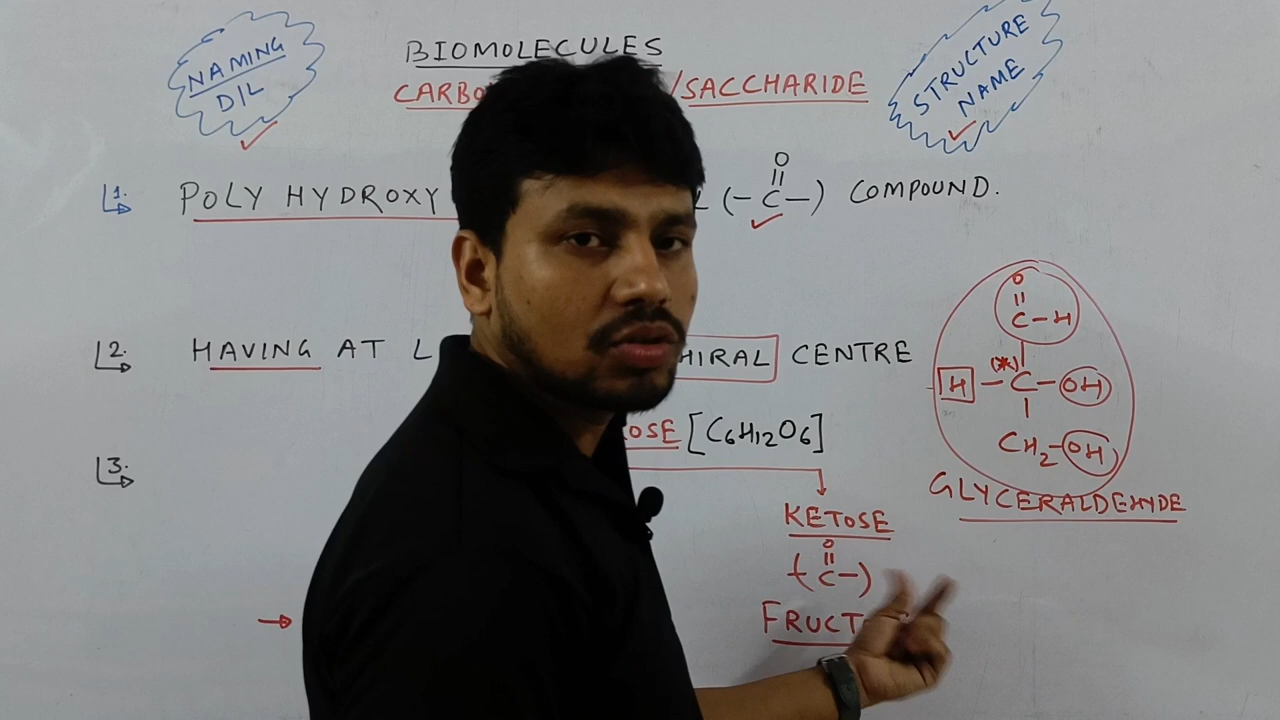 NAMING
D/L
BIOMOLECULES
CARBO /SACCHARIDE
STRUCTURE
NAME
1. POLY HYDROXY L (-C-) COMPOUND.
O
||
2. HAVING AT L HIRAL CENTRE
3.
OSE [C6H12O6]
KETOSE
O
||
(-C-)
FRUCT
O
||
C-H
|
H-C-OH
(*)
|
CH2-OH
GLYCERALDEHYDE